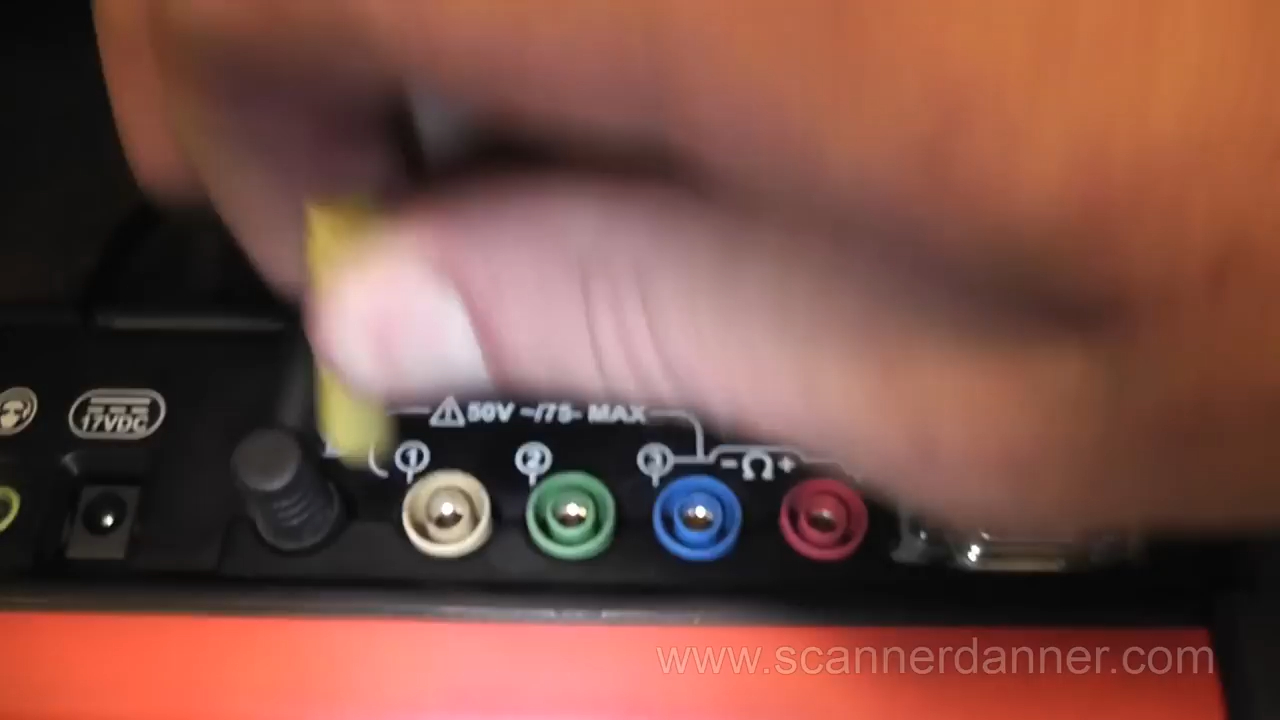 17VDC
⚠50V ~/75- MAX
1 2 3 - Ω +
www.scannerdanner.com